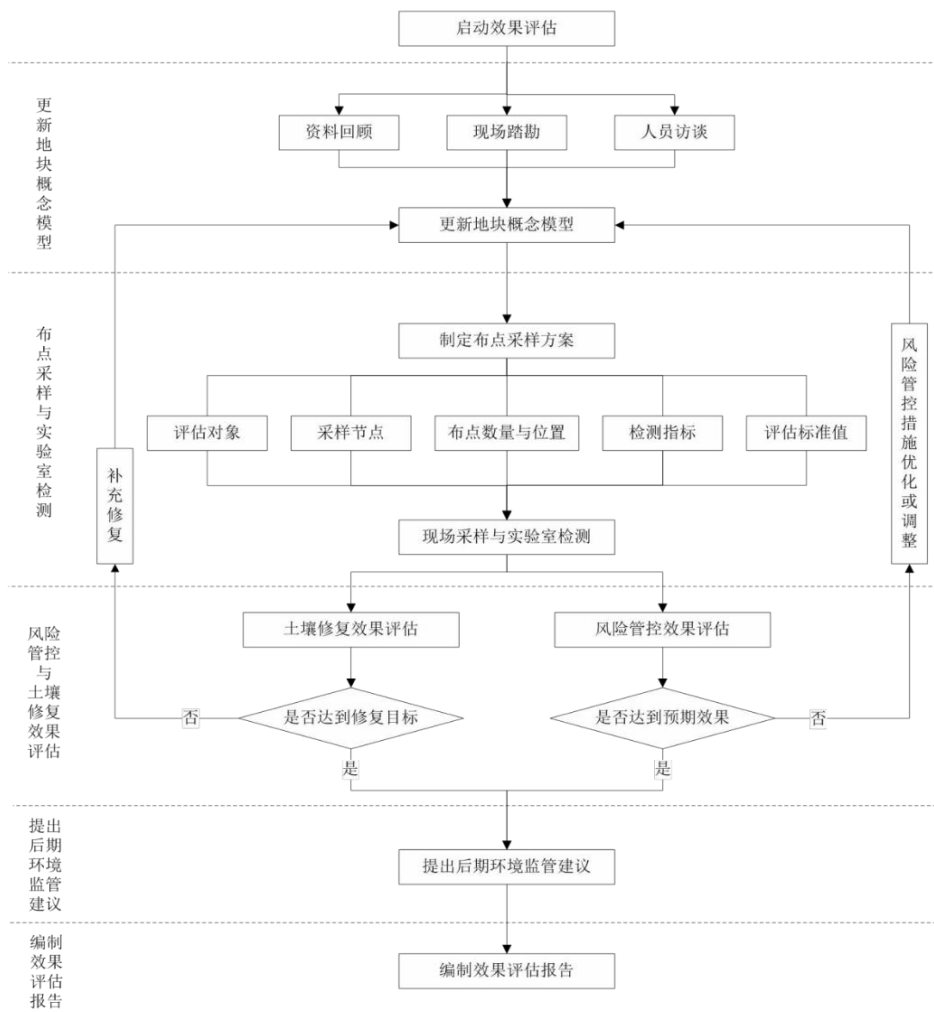 启动效果评估
更新地块概念模型
资料回顾
现场踏勘
人员访谈
更新地块概念模型
布点采样与实验室检测
制定布点采样方案
评估对象
采样节点
布点数量与位置
检测指标
评估标准值
补充修复
风险管控措施优化或调整
现场采样与实验室检测
风险
管控
与
土壤
修复
效果
评估
土壤修复效果评估
风险管控效果评估
否
是否达到修复目标
是否达到预期效果
否
是
是
提出
后期
环境
监管
建议
提出后期环境监管建议
编制
效果
评估
报告
编制效果评估报告